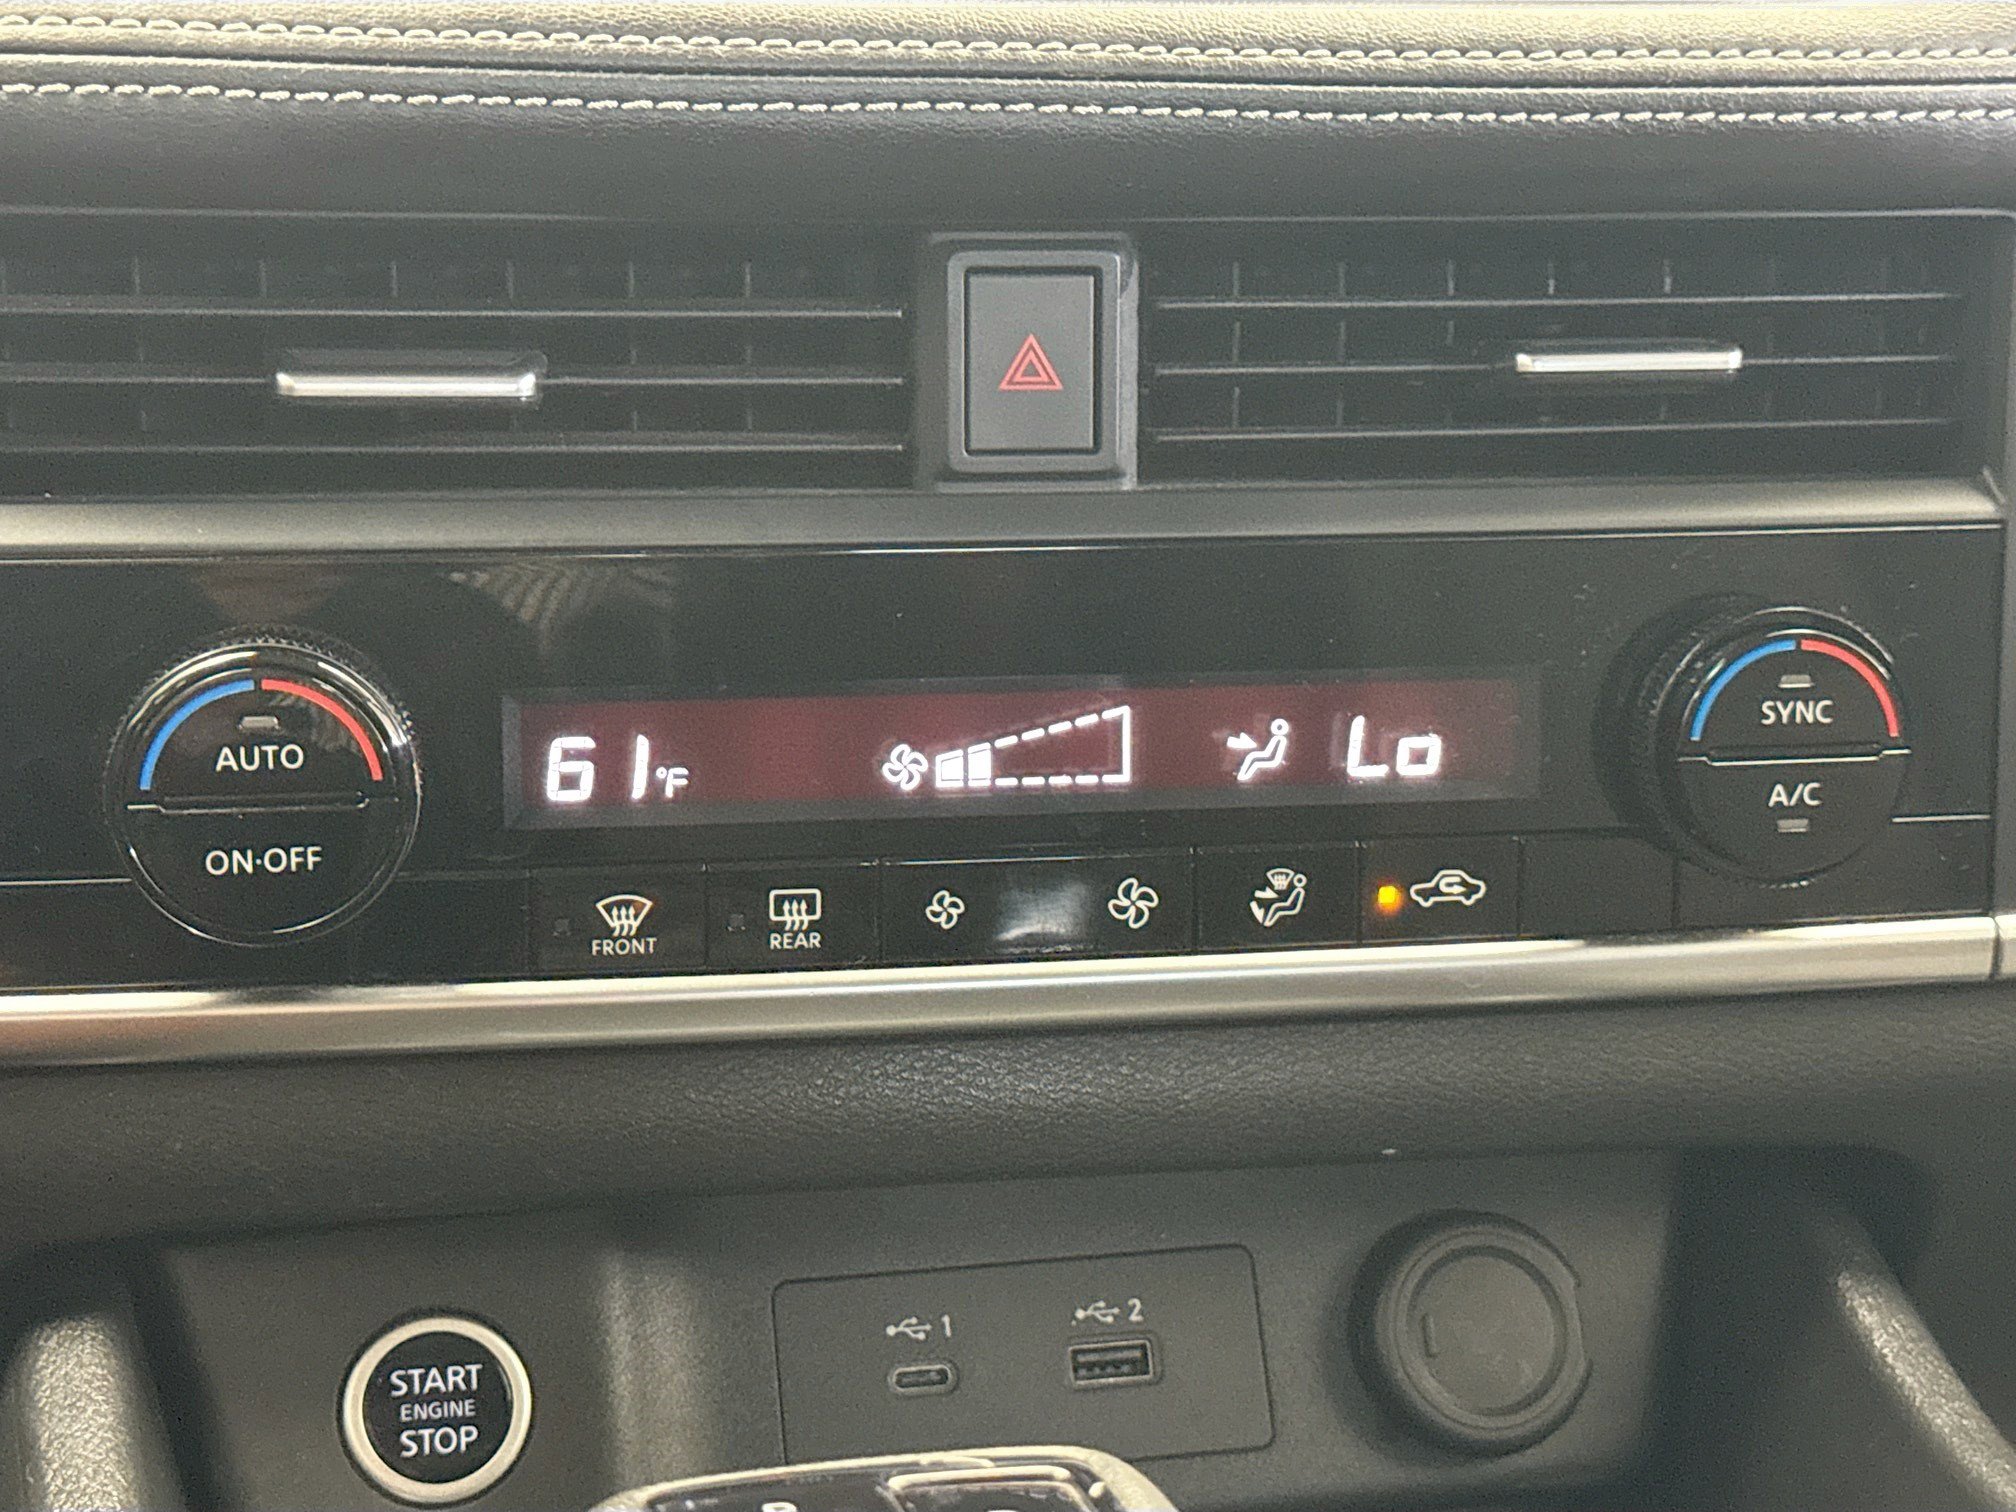 AUTO
ON·OFF
61°F
Lo
SYNC
A/C
FRONT
REAR
START
ENGINE
STOP
1
2